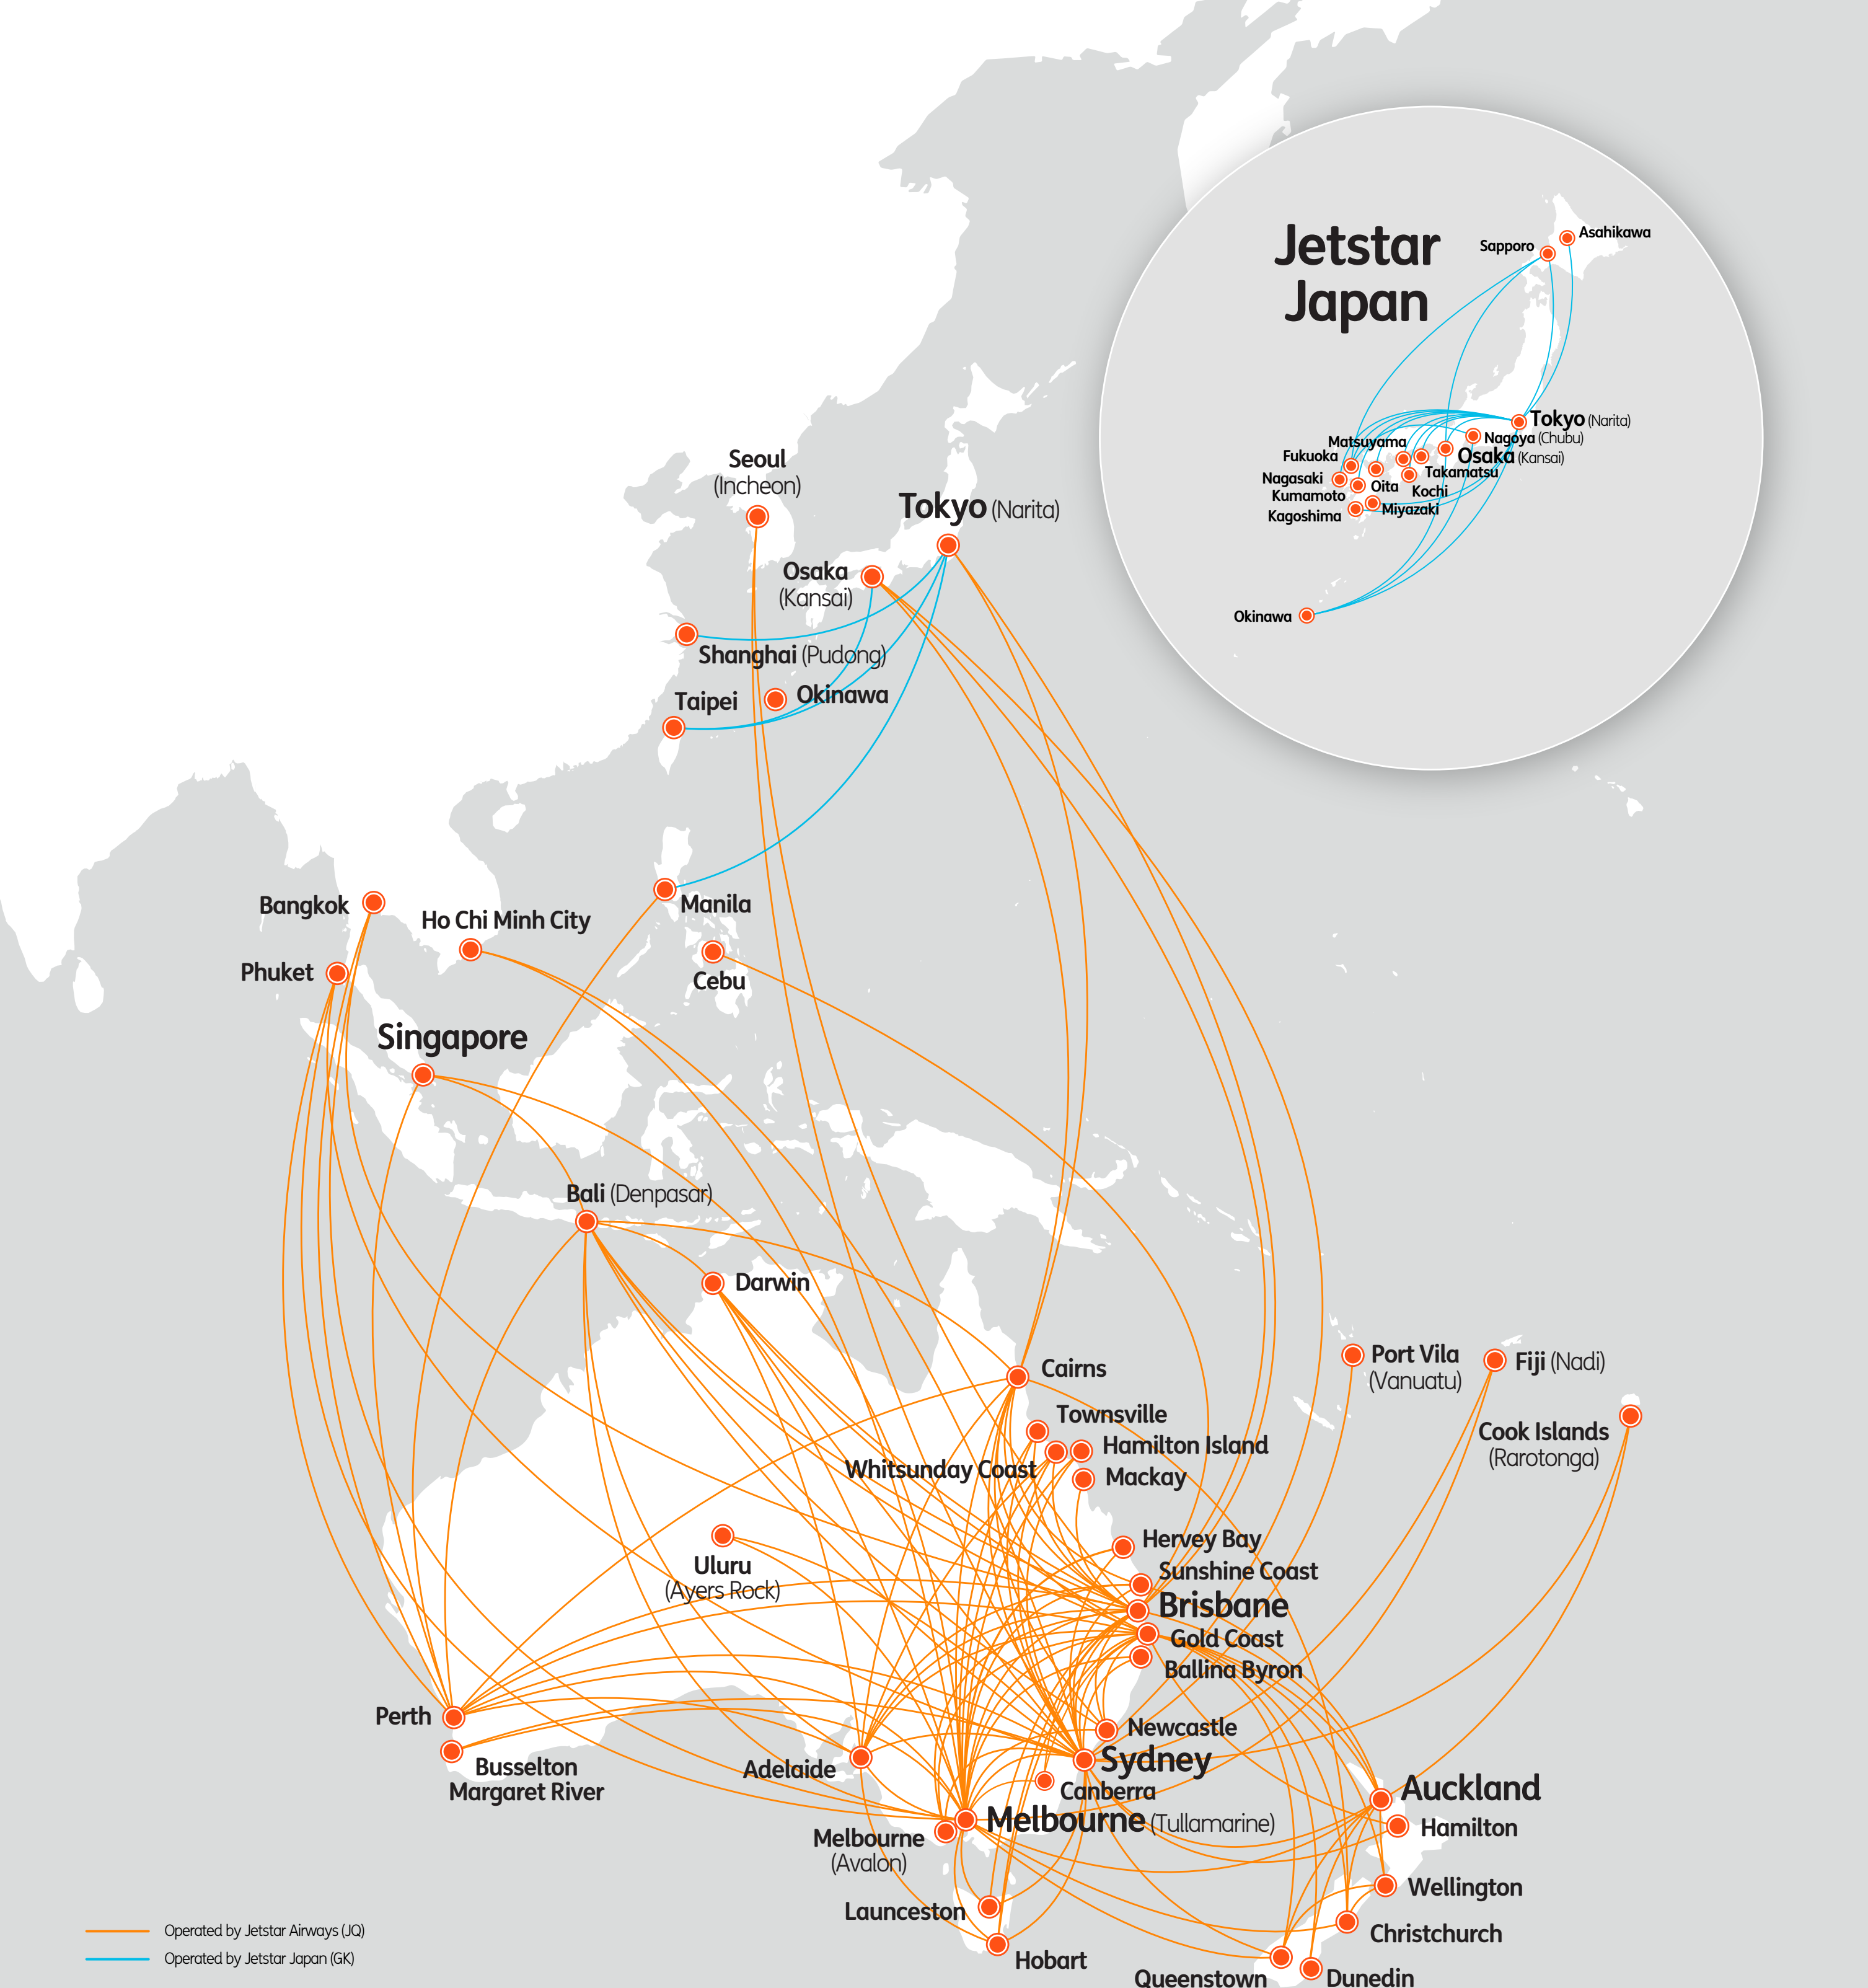 Jetstar
Japan
Asahikawa
Sapporo
Tokyo (Narita)
Nagoya (Chubu)
Matsuyama
Osaka (Kansai)
Fukuoka
Takamatsu
Nagasaki
Oita
Kochi
Kumamoto
Miyazaki
Kagoshima
Okinawa
Seoul
(Incheon)
Tokyo (Narita)
Osaka
(Kansai)
Shanghai (Pudong)
Okinawa
Taipei
Manila
Bangkok
Ho Chi Minh City
Phuket
Cebu
Singapore
Bali (Denpasar)
Darwin
Cairns
Port Vila
(Vanuatu)
Fiji (Nadi)
Townsville
Cook Islands
(Rarotonga)
Hamilton Island
Whitsunday Coast
Mackay
Hervey Bay
Uluru
(Ayers Rock)
Sunshine Coast
Brisbane
Gold Coast
Ballina Byron
Perth
Newcastle
Busselton
Margaret River
Adelaide
Sydney
Canberra
Auckland
Melbourne (Tullamarine)
Hamilton
Melbourne
(Avalon)
Wellington
Launceston
Christchurch
Hobart
Queenstown
Dunedin
Operated by Jetstar Airways (JQ)
Operated by Jetstar Japan (GK)